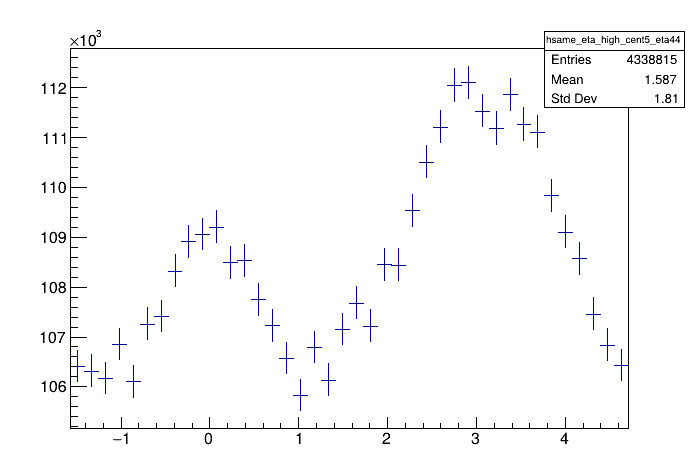 ×10³
hsame_eta_high_cent5_eta44
Entries 4338815
Mean 1.587
Std Dev 1.81
112
111
110
109
108
107
106
−1 0 1 2 3 4